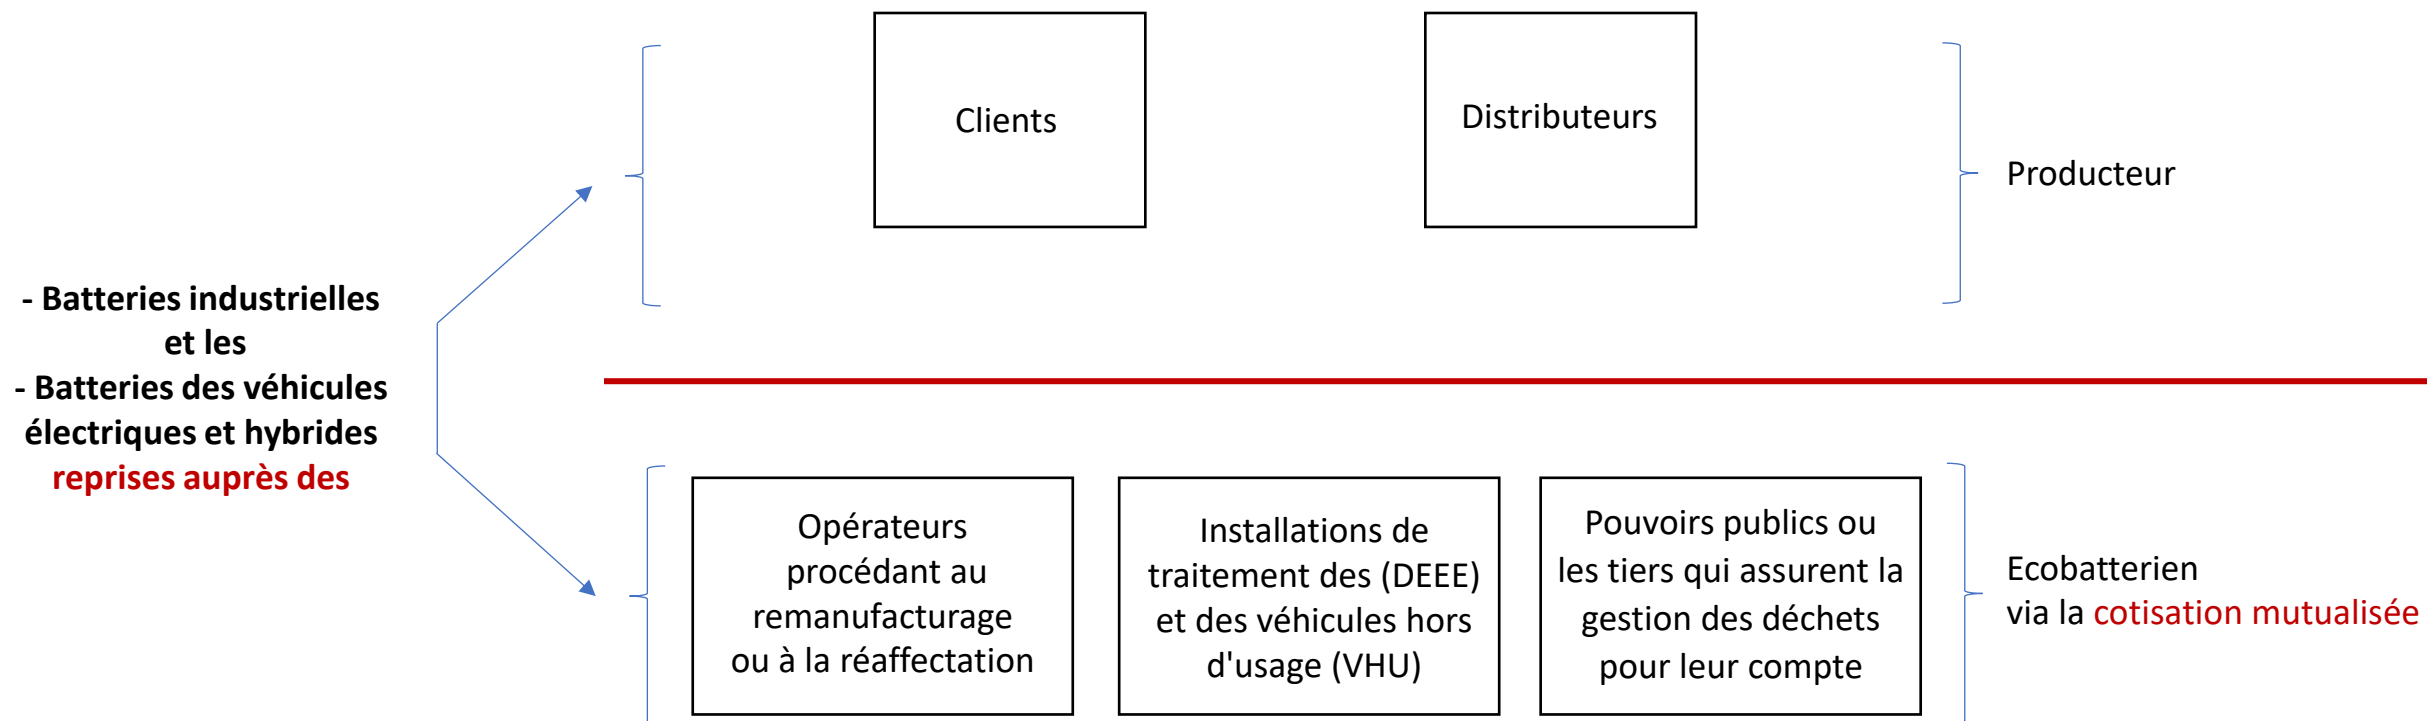 Clients
Distributeurs
Producteur
- Batteries industrielles
et les
- Batteries des véhicules
électriques et hybrides
reprises auprès des
Opérateurs
procédant au
remanufacturage
ou à la réaffectation
Installations de
traitement des (DEEE)
et des véhicules hors
d'usage (VHU)
Pouvoirs publics ou
les tiers qui assurent la
gestion des déchets
pour leur compte
Ecobatterien
via la cotisation mutualisée